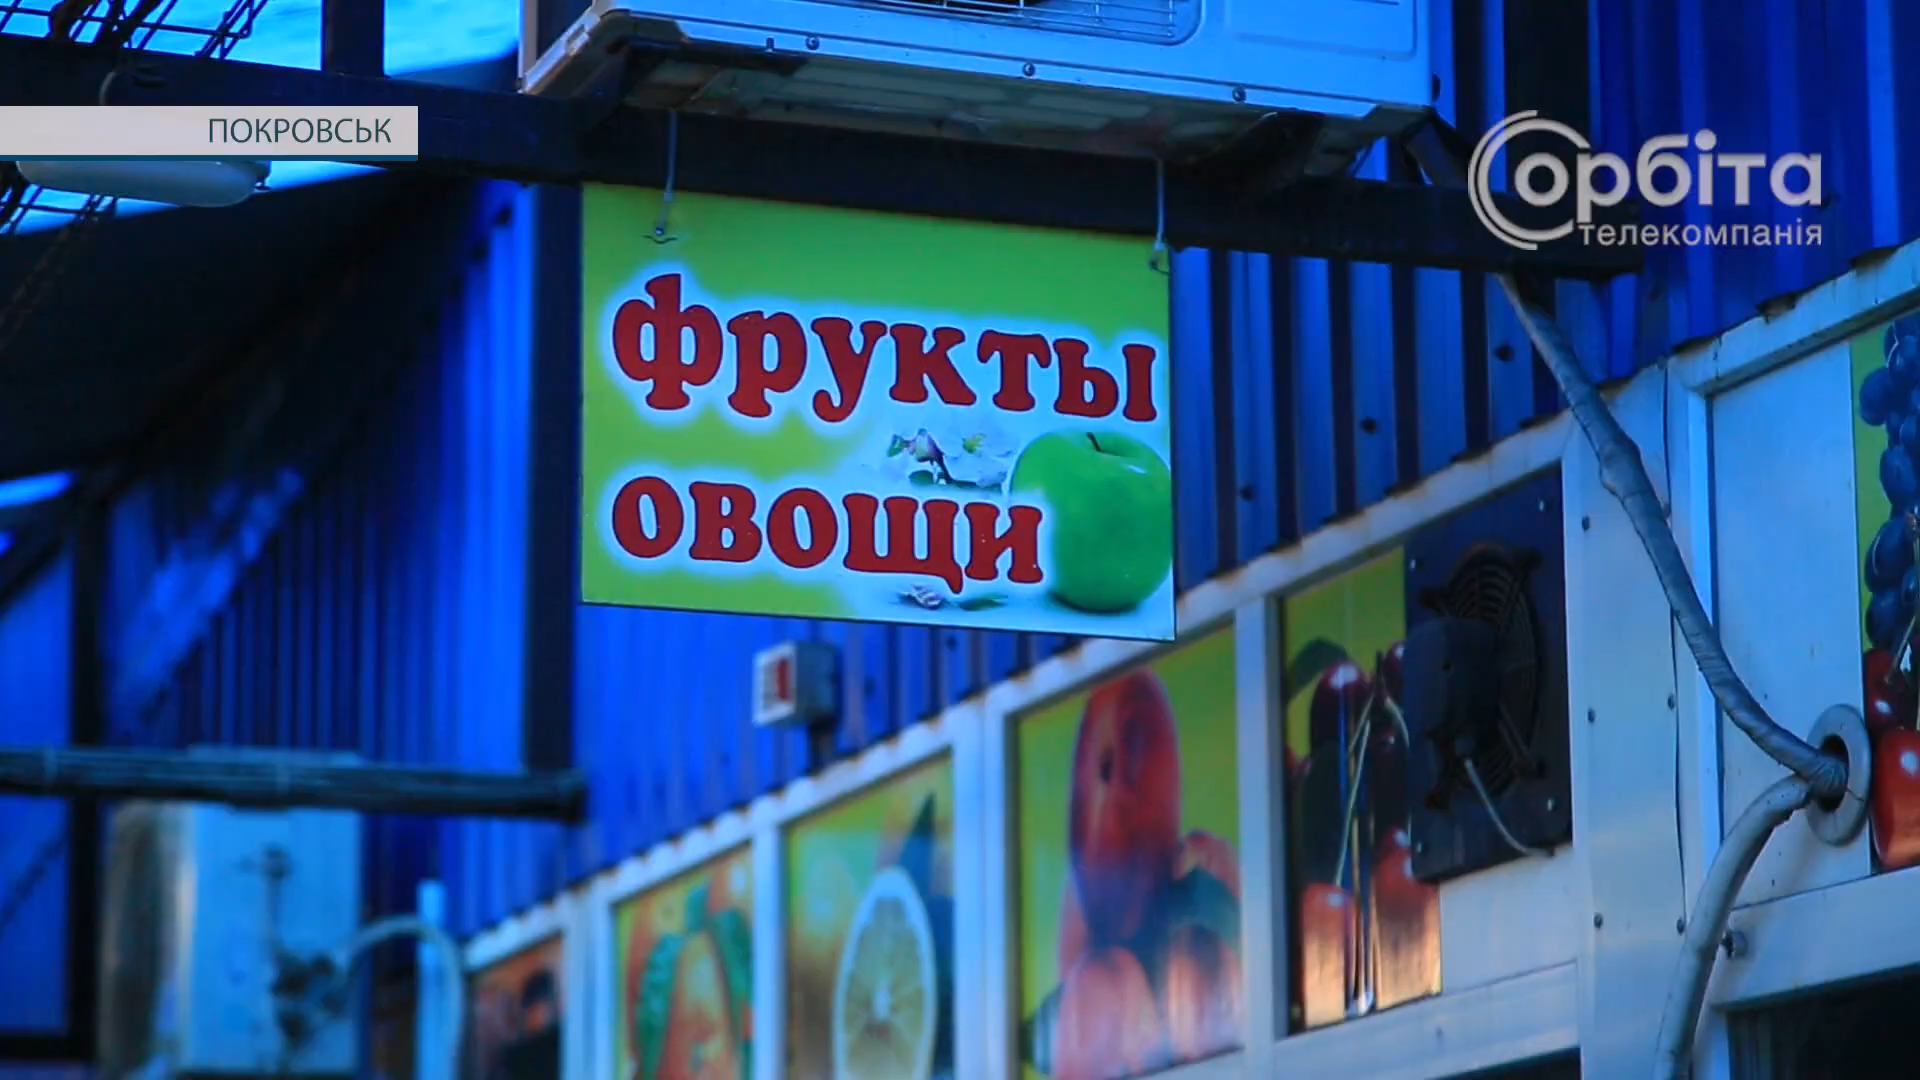 ПОКРОВСЬК
орбіта
телекомпанія
фрукты
овощи